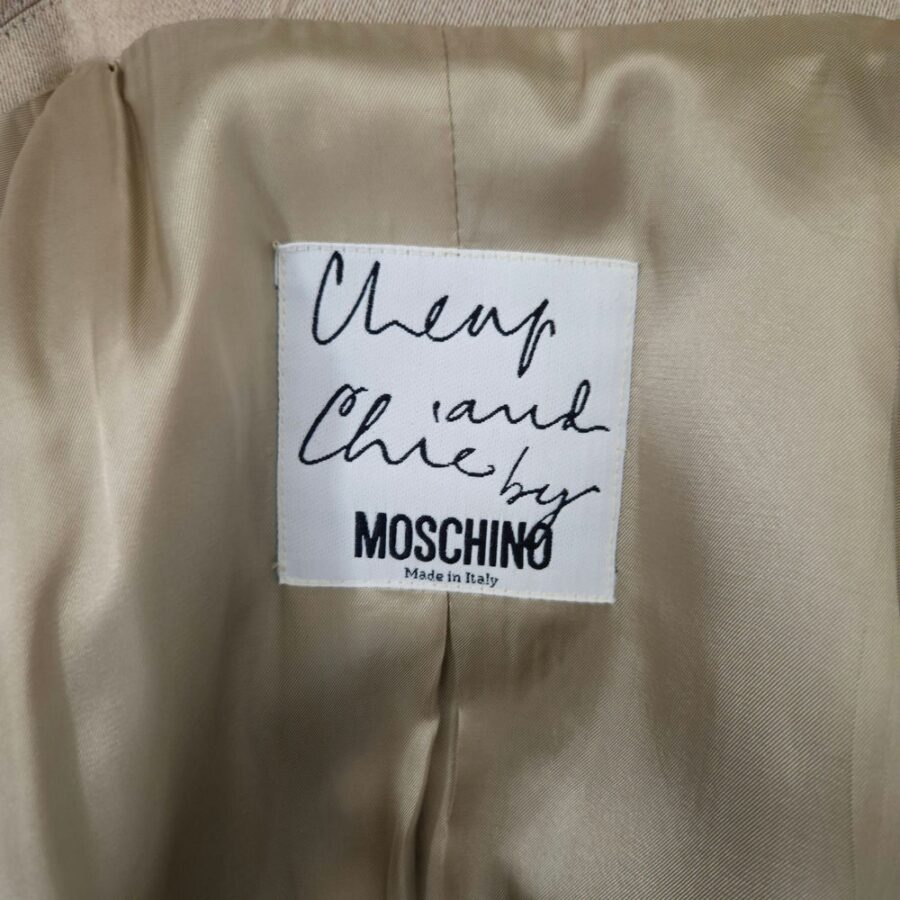 Cheap
and
Chic by
MOSCHINO
Made in Italy